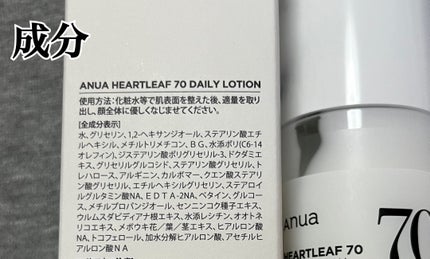 成分
ANUA HEARTLEAF 70 DAILY LOTION
使用方法：化粧水等で肌表面を整えた後、適量を取り
出し、顔全体に優しくなじませてください。
[全成分表示]
水、グリセリン、1,2-ヘキサンジオール、ステアリン酸エチ
ルヘキシル、メチルトリメチコン、BG、水添ポリ(C6-14
オレフィン)、ジステアリン酸ポリグリセリル-3、ドクダミエ
キス、グリセリルグルコシド、ステアリン酸グリセリル、ト
レハロース、アルギニン、カルボマー、クエン酸ステアリ
ン酸グリセリル、エチルヘキシルグリセリン、ステアロイ
ルグルタミン酸NA、EDTA-2NA、ベタイン、グルコー
ス、メチルプロパンジオール、センニンコク種子エキス、
ウルムスダビディアナ根エキス、水添レシチン、オオトネ
リコエキス、メボウキ花／葉／茎エキス、ヒアルロン酸
NA、トコフェロール、加水分解ヒアルロン酸、アセチルヒ
アルロン酸NA
Anua
70
HEARTLEAF 70